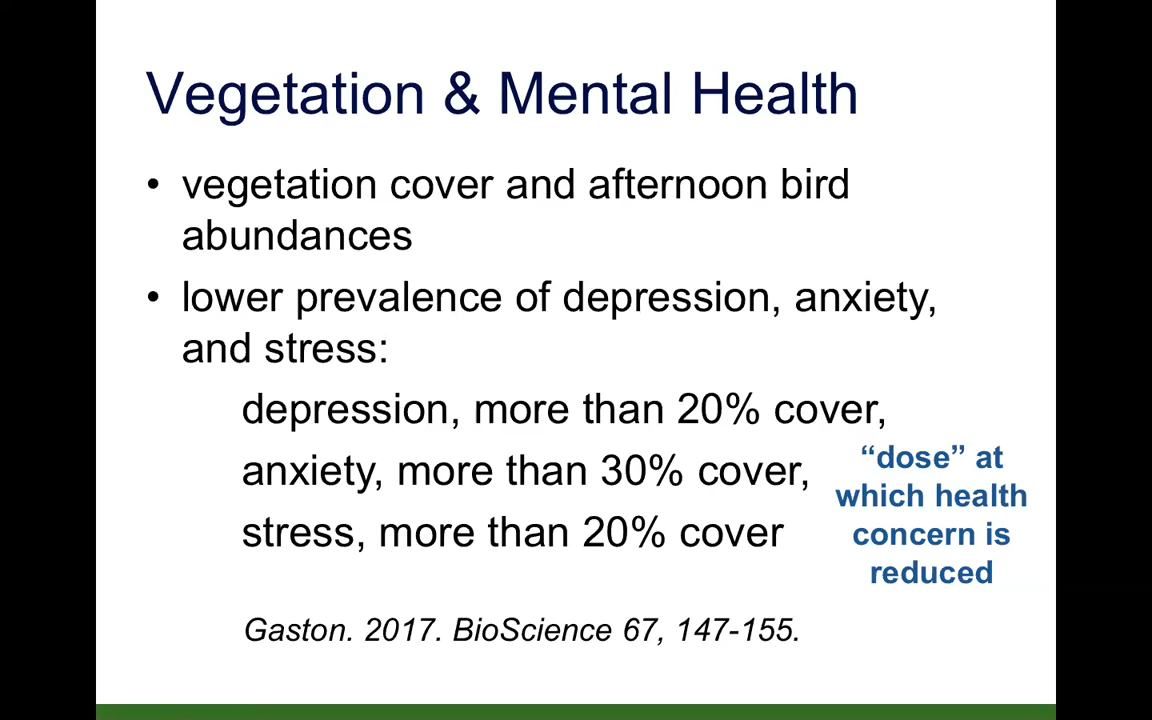 Vegetation & Mental Health
• vegetation cover and afternoon bird
abundances
• lower prevalence of depression, anxiety,
and stress:
depression, more than 20% cover,
anxiety, more than 30% cover,
stress, more than 20% cover
“dose” at
which health
concern is
reduced
Gaston. 2017. BioScience 67, 147-155.